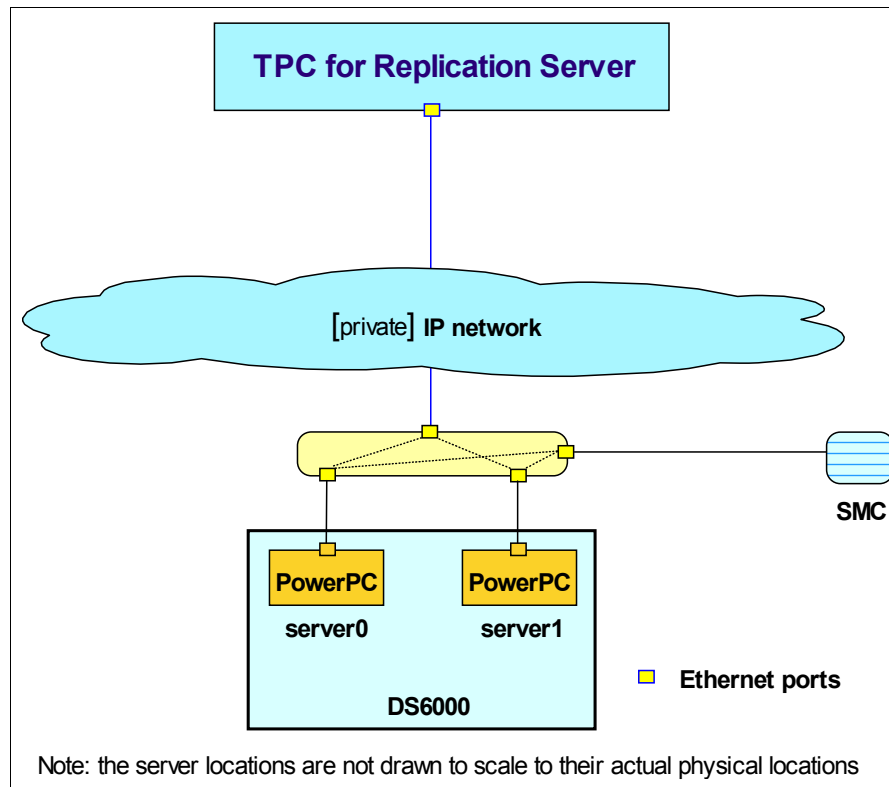 TPC for Replication Server
[private] IP network
SMC
PowerPC
PowerPC
server0
server1
Ethernet ports
DS6000
Note: the server locations are not drawn to scale to their actual physical locations